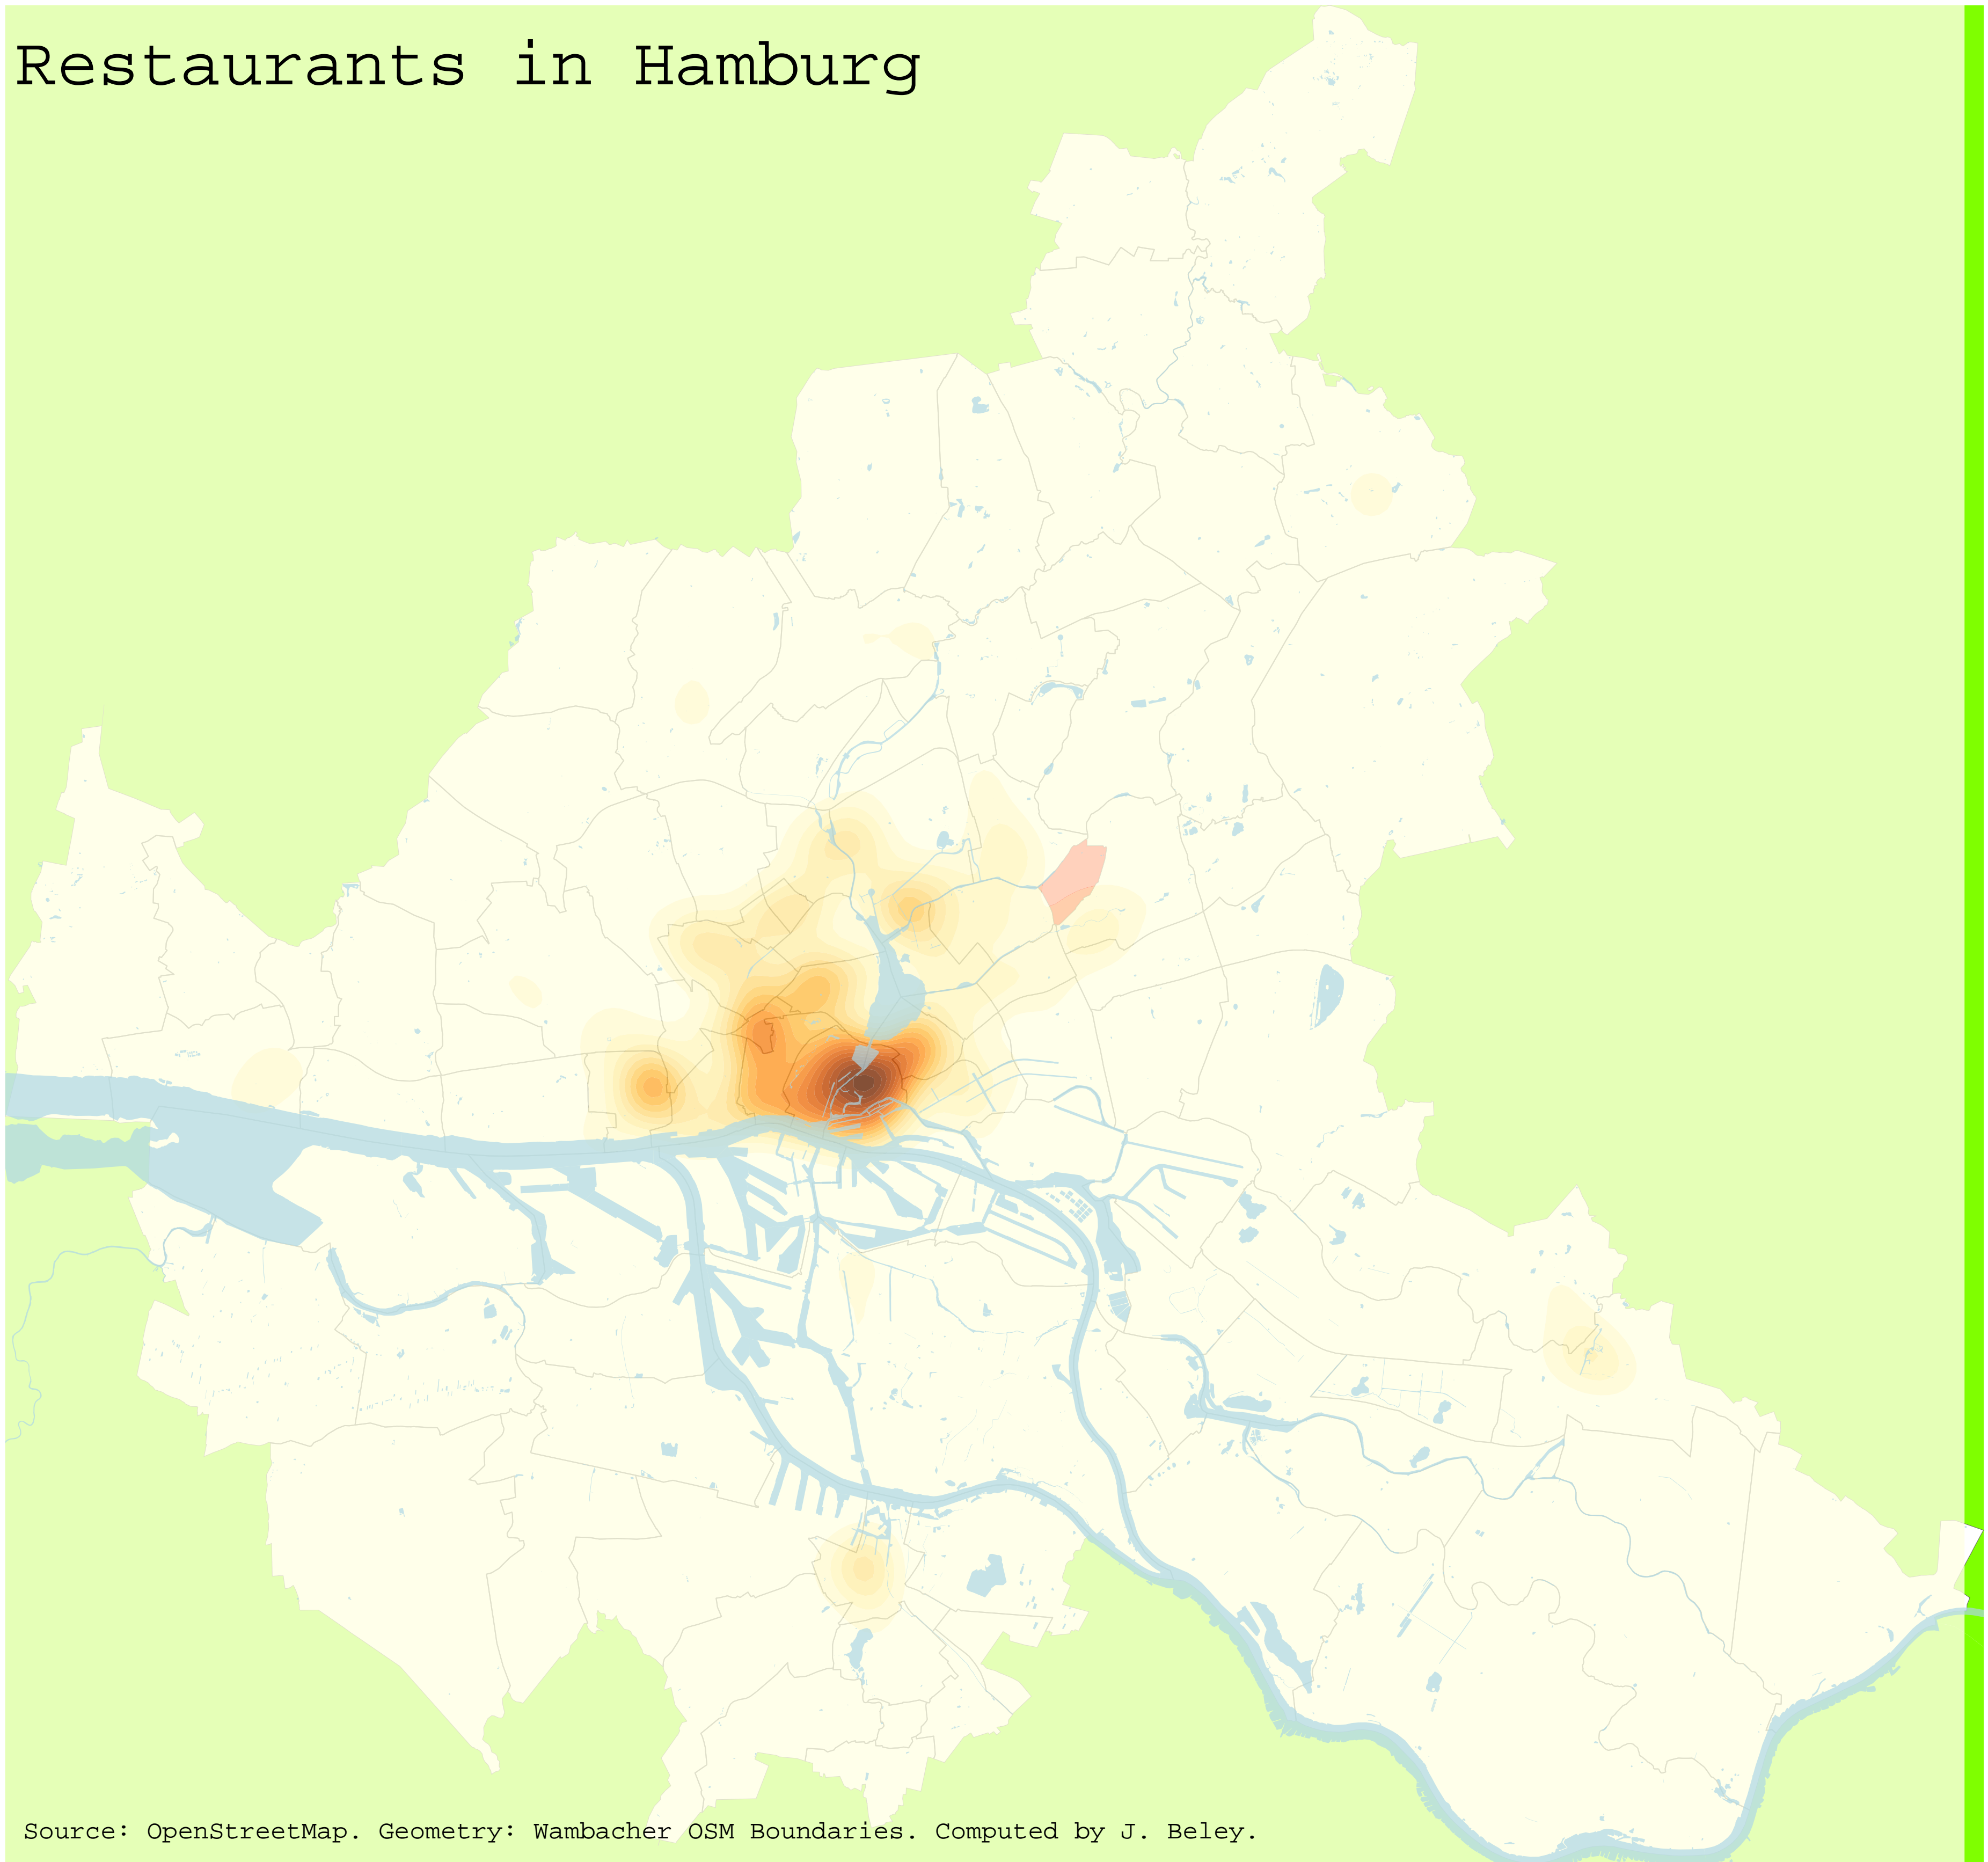 Restaurants in Hamburg
Source: OpenStreetMap. Geometry: Wambacher OSM Boundaries. Computed by J. Beley.